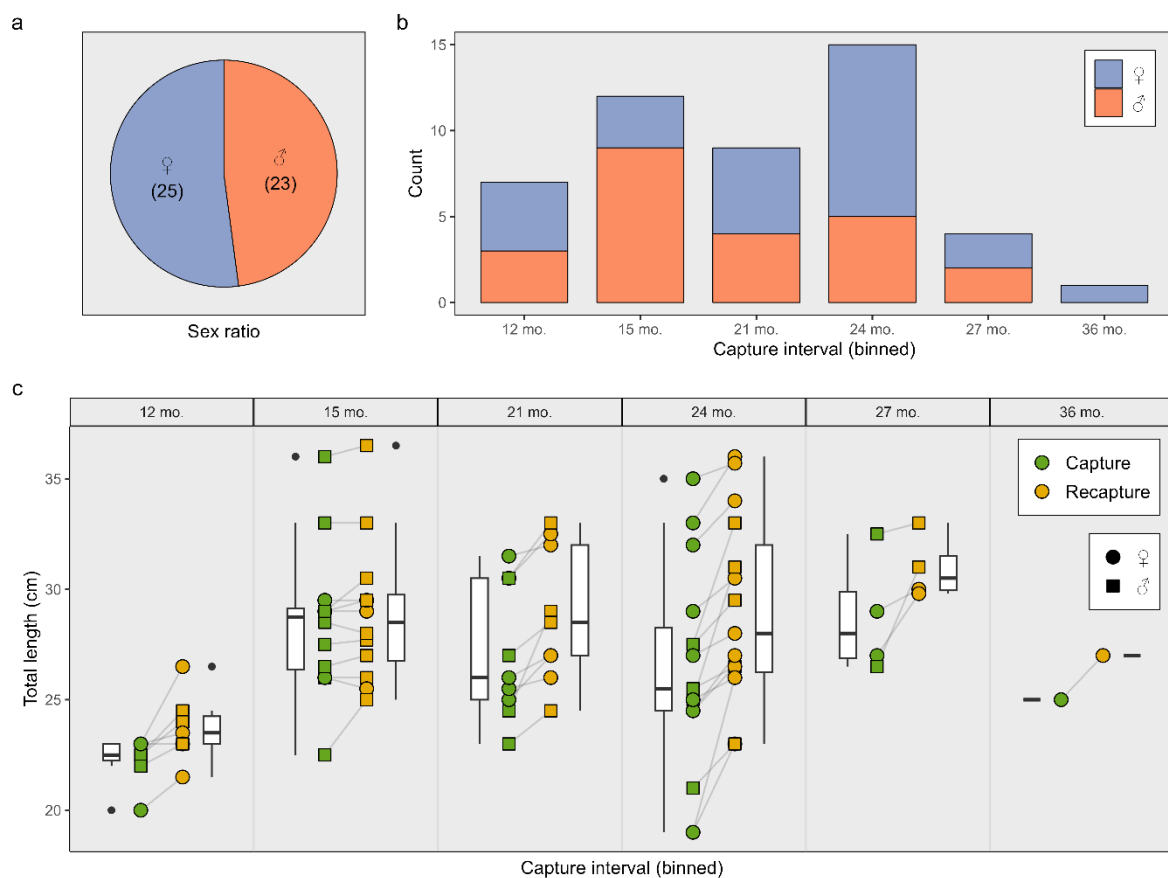 a
♀
(25)
♂
(23)
Sex ratio
b
15
10
5
0
Count
♀
♂
12 mo.
15 mo.
21 mo.
24 mo.
27 mo.
36 mo.
Capture interval (binned)
c
12 mo.
15 mo.
21 mo.
24 mo.
27 mo.
36 mo.
35
30
25
20
Total length (cm)
Capture
Recapture
♀
♂
Capture interval (binned)